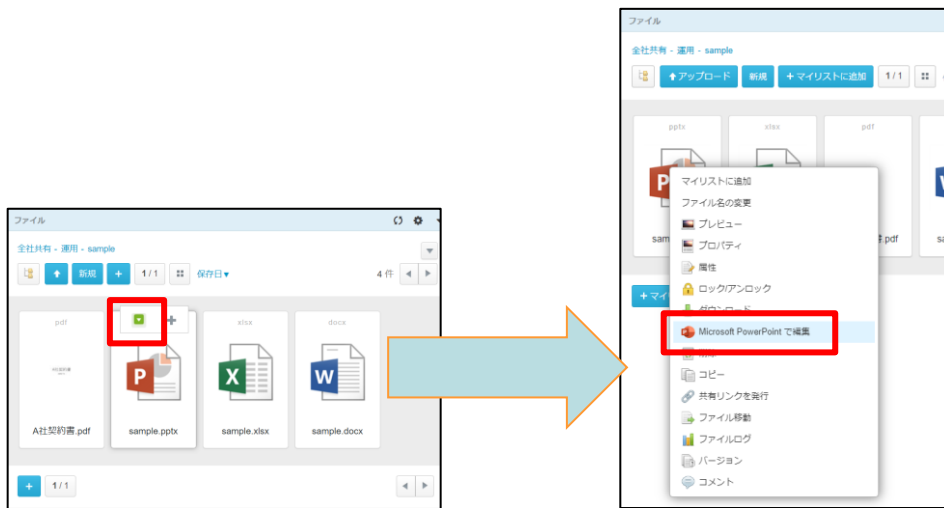 ファイル
全社共有 - 運用 - sample
新規
+
1 / 1
保存日▼
4 件
pdf
xlsx
docx
A社契約書.pdf
sample.pptx
sample.xlsx
sample.docx
+
1 / 1
ファイル
全社共有 - 運用 - sample
アップロード
新規
+ マイリストに追加
1 / 1
pptx
xlsx
pdf
マイリストに追加
ファイル名の変更
プレビュー
プロパティ
属性
ロック/アンロック
ダウンロード
Microsoft PowerPoint で編集
コピー
共有リンクを発行
ファイル移動
ファイルログ
バージョン
コメント
sam
.pdf
sa
+ マイ